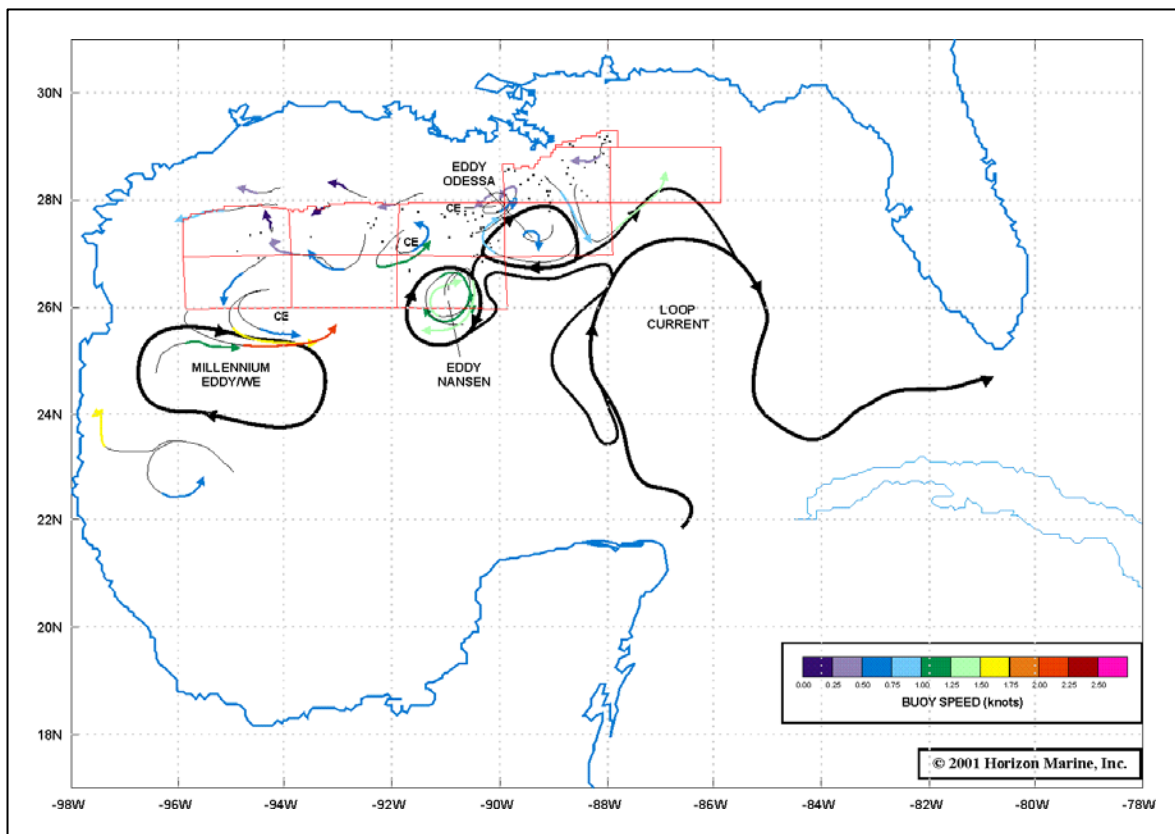 30N
28N
26N
24N
22N
20N
18N
EDDY
ODESSA
CE
CE
CE
MILLENNIUM
EDDY/WE
EDDY
NANSEN
LOOP
CURRENT
0.00 0.25 0.50 0.75 1.00 1.25 1.50 1.75 2.00 2.25 2.50
BUOY SPEED (knots)
© 2001 Horizon Marine, Inc.
-98W -96W -94W -92W -90W -88W -86W -84W -82W -80W -78W